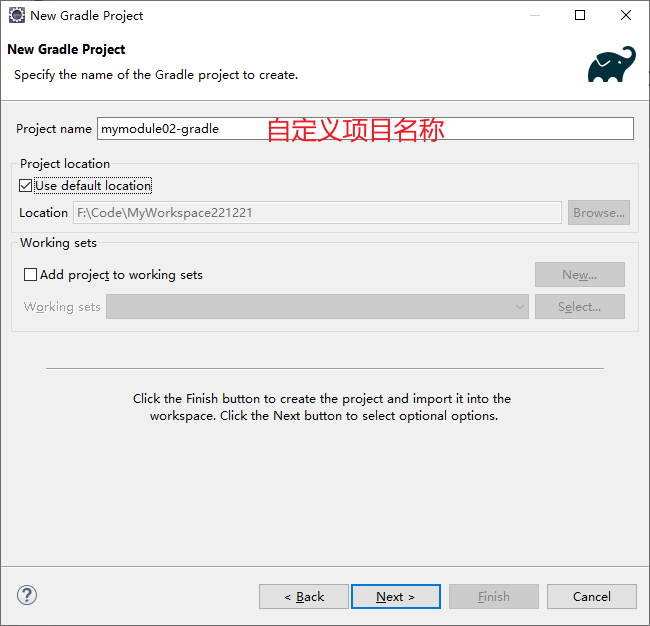 New Gradle Project
New Gradle Project
Specify the name of the Gradle project to create.
Project name mymodule02-gradle 自定义项目名称
Project location
Use default location
Location F:\Code\MyWorkspace221221 Browse...
Working sets
Add project to working sets New...
Working sets Select...
Click the Finish button to create the project and import it into the
workspace. Click the Next button to select optional options.
? < Back Next > Finish Cancel